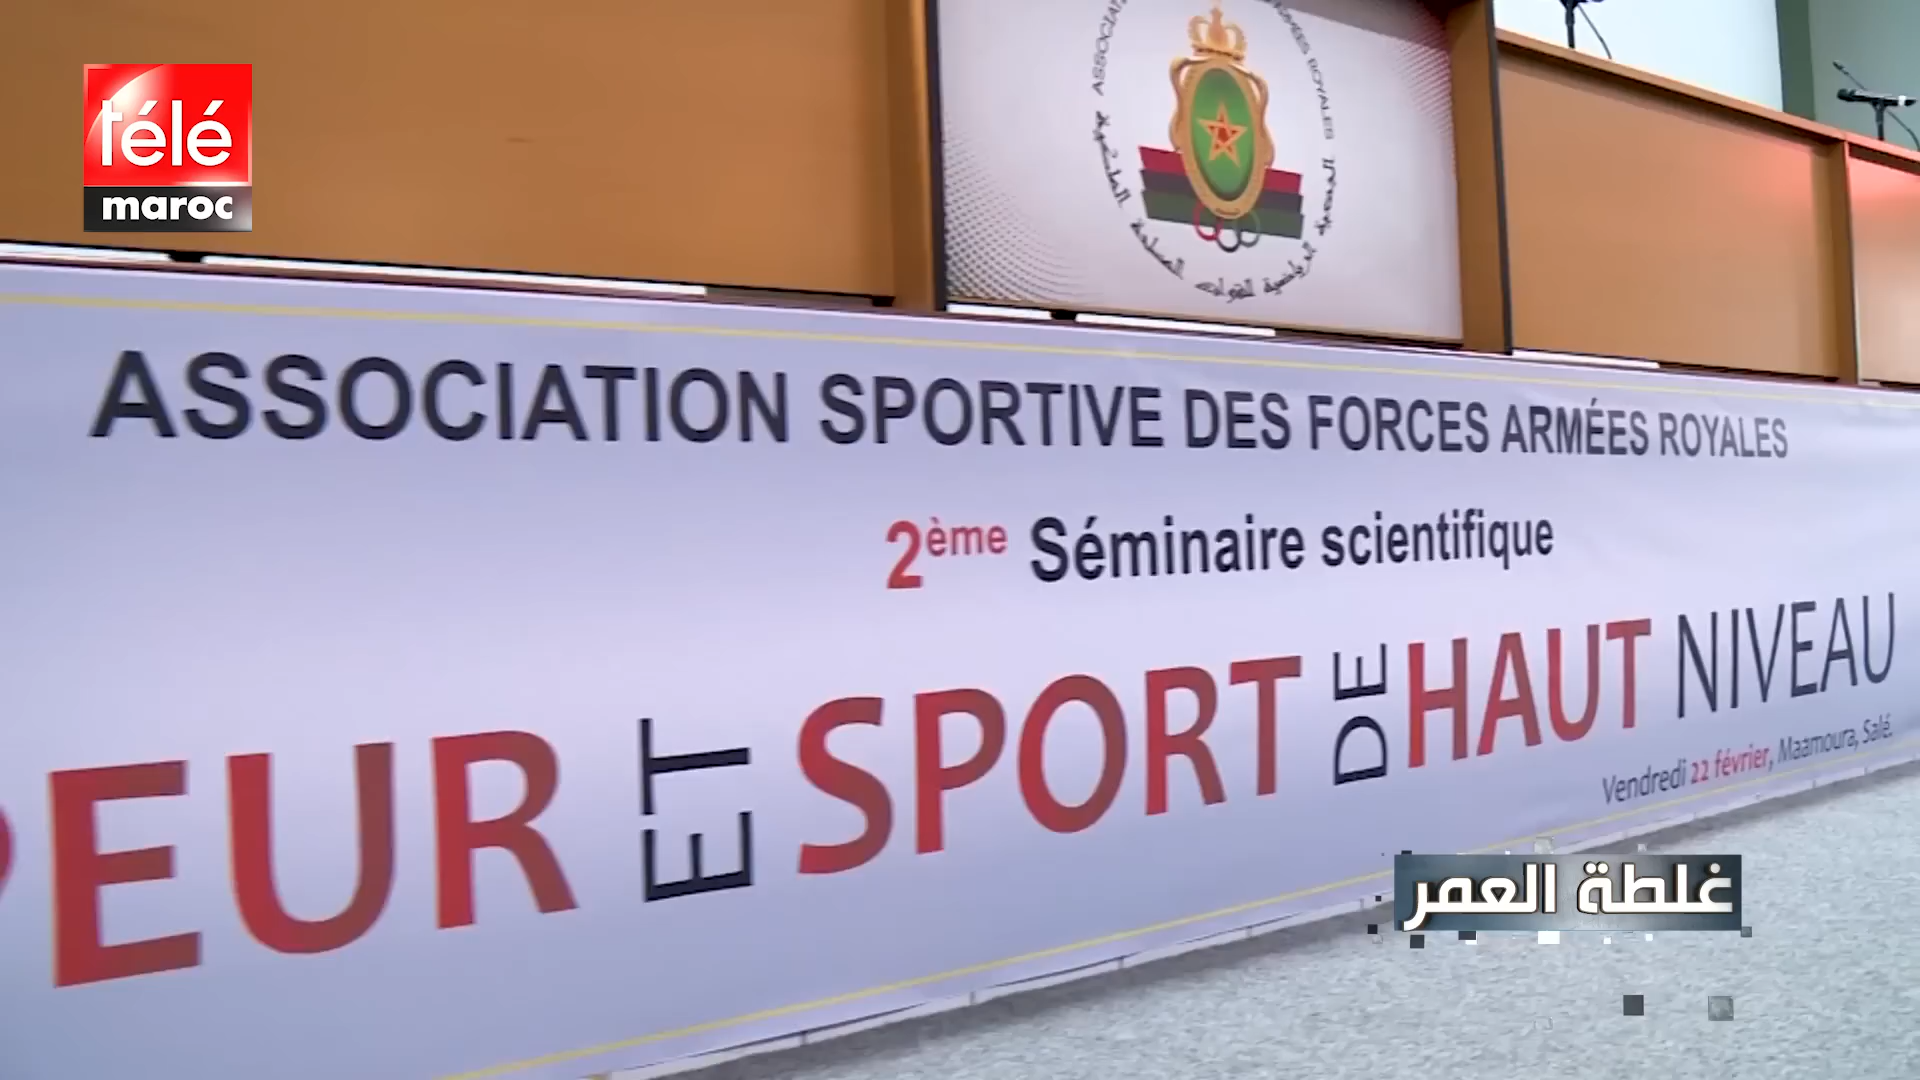 télé
maroc
ASSOCIATION SPORTIVE DES FORCES ARMÉES ROYALES
2ème Séminaire scientifique
PEUR ET SPORT DE HAUT NIVEAU
Vendredi 22 février, Maamoura, Salé.
غلطة العمر